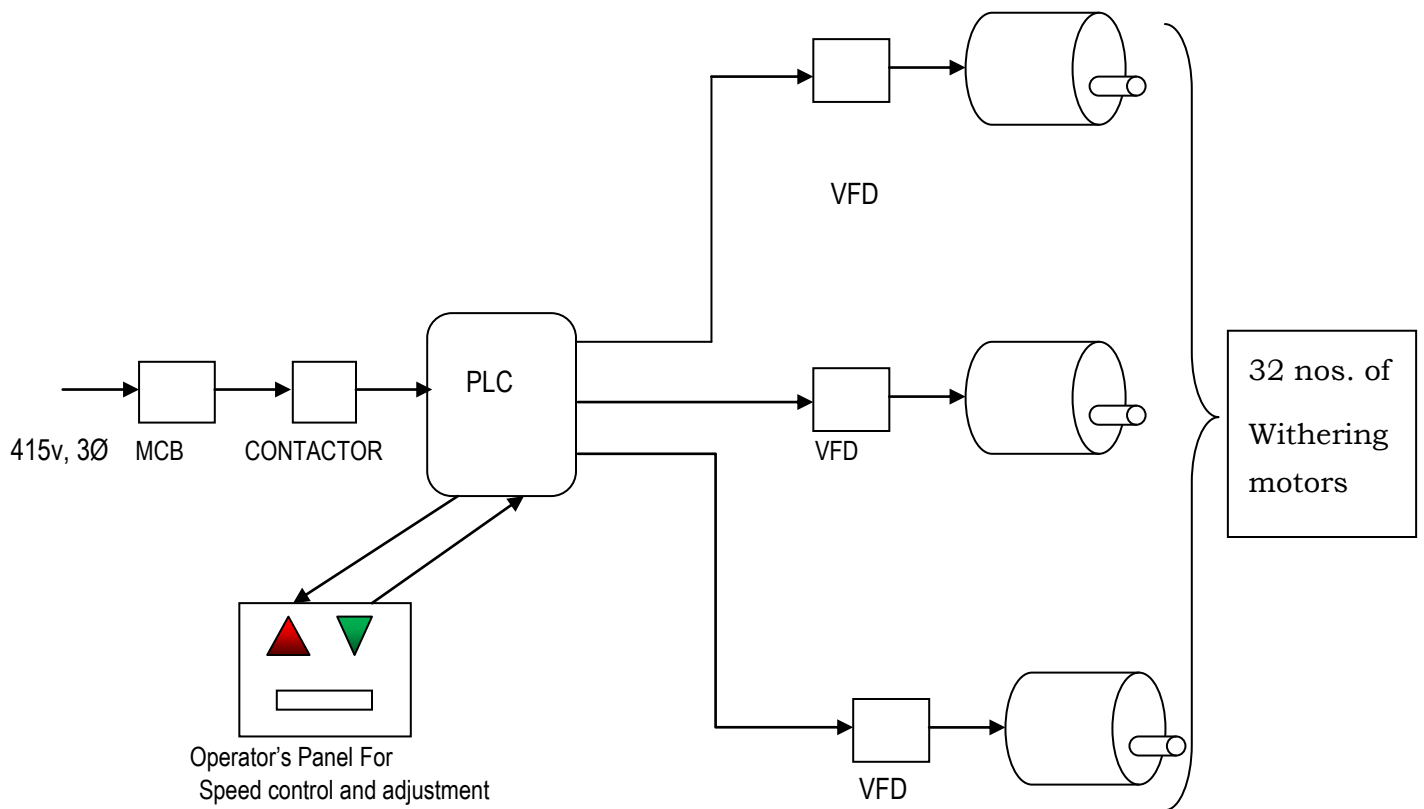 VFD
PLC
415v, 3Ø
MCB
CONTACTOR
VFD
32 nos. of
Withering
motors
Operator's Panel For
Speed control and adjustment
VFD